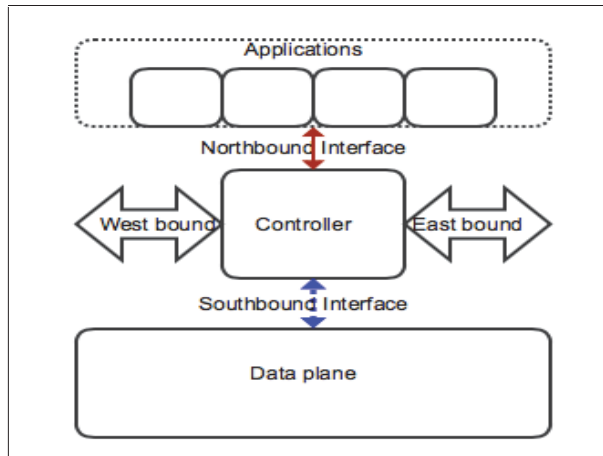 Applications
Northbound Interface
West bound
Controller
East bound
Southbound Interface
Data plane